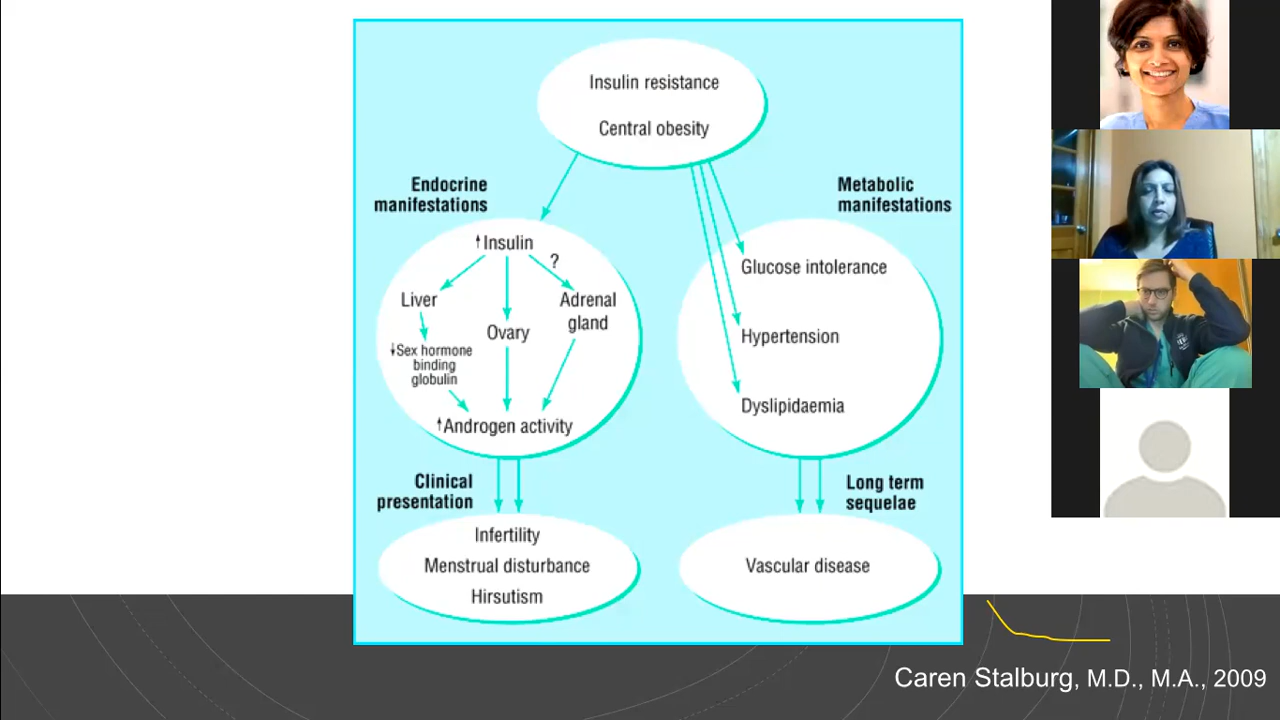 Insulin resistance
Central obesity
Endocrine
manifestations
Metabolic
manifestations
↑Insulin
?
Liver
Ovary
Adrenal
gland
↓Sex hormone
binding
globulin
↑Androgen activity
Glucose intolerance
Hypertension
Dyslipidaemia
Clinical
presentation
Long term
sequelae
Infertility
Menstrual disturbance
Hirsutism
Vascular disease
Caren Stalburg, M.D., M.A., 2009